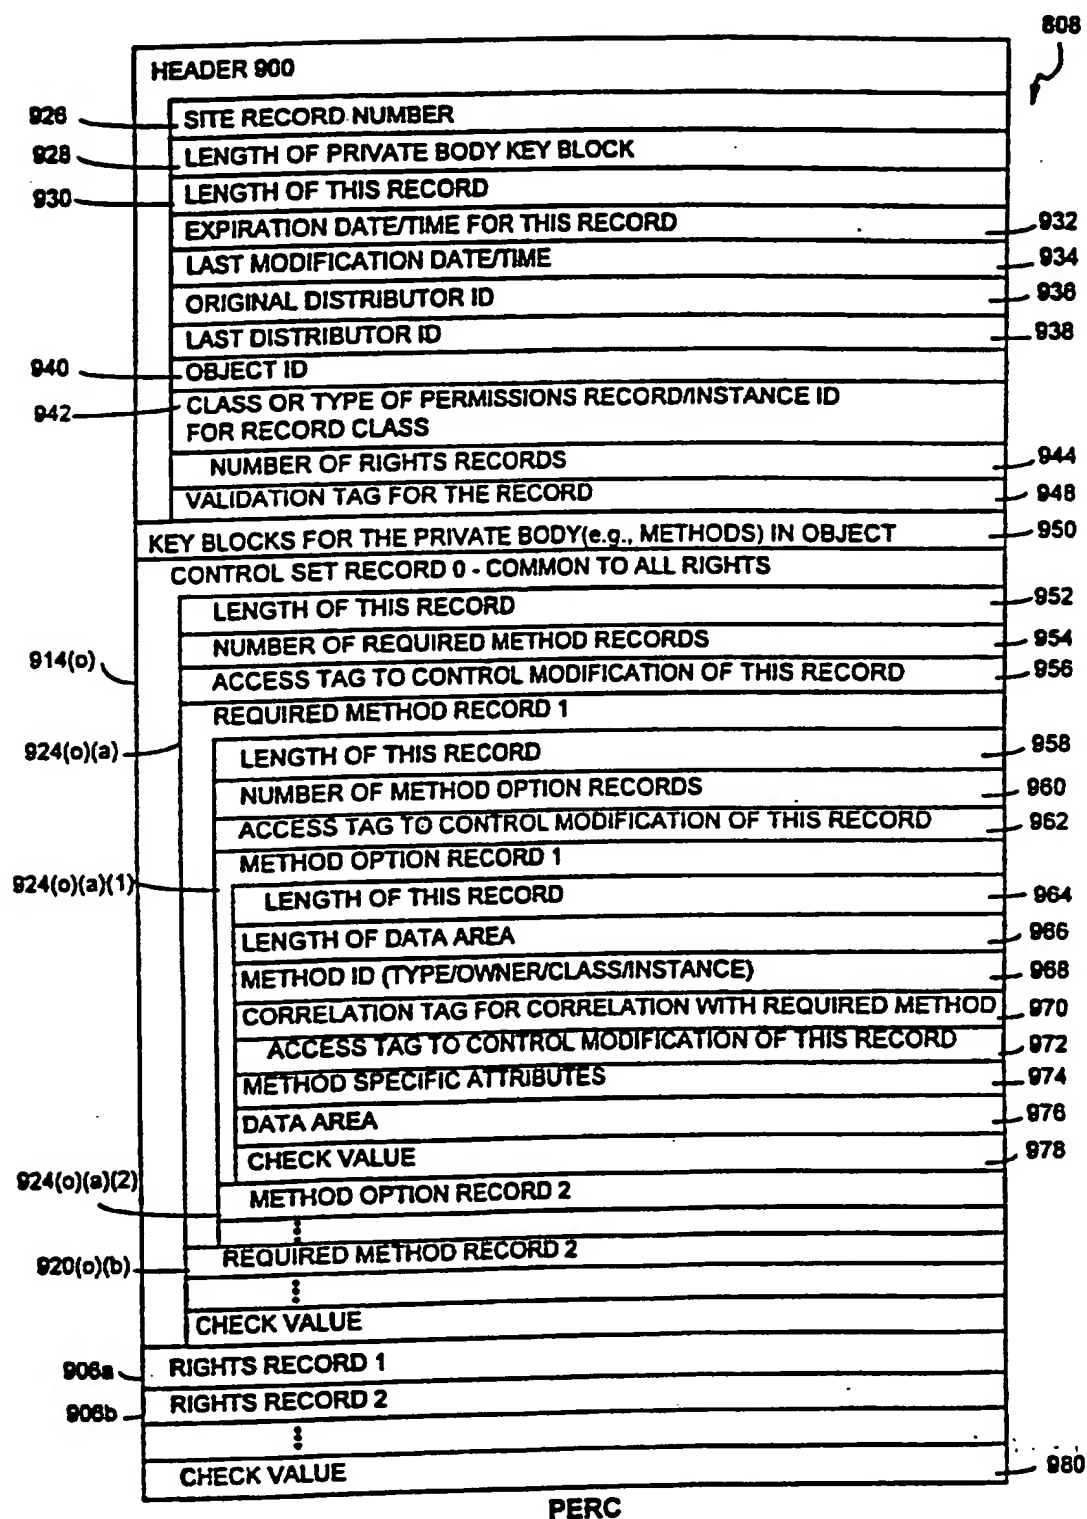 808
HEADER 900
926 SITE RECORD NUMBER
928 LENGTH OF PRIVATE BODY KEY BLOCK
930 LENGTH OF THIS RECORD
EXPIRATION DATE/TIME FOR THIS RECORD 932
LAST MODIFICATION DATE/TIME 934
ORIGINAL DISTRIBUTOR ID 936
LAST DISTRIBUTOR ID 938
940 OBJECT ID
942 CLASS OR TYPE OF PERMISSIONS RECORD/INSTANCE ID
FOR RECORD CLASS
NUMBER OF RIGHTS RECORDS 944
VALIDATION TAG FOR THE RECORD 948
KEY BLOCKS FOR THE PRIVATE BODY(e.g., METHODS) IN OBJECT 950
CONTROL SET RECORD 0 - COMMON TO ALL RIGHTS
LENGTH OF THIS RECORD 952
NUMBER OF REQUIRED METHOD RECORDS 954
914(o) ACCESS TAG TO CONTROL MODIFICATION OF THIS RECORD 956
REQUIRED METHOD RECORD 1
924(o)(a) LENGTH OF THIS RECORD 958
NUMBER OF METHOD OPTION RECORDS 960
ACCESS TAG TO CONTROL MODIFICATION OF THIS RECORD 962
METHOD OPTION RECORD 1
924(o)(a)(1) LENGTH OF THIS RECORD 964
LENGTH OF DATA AREA 966
METHOD ID (TYPE/OWNER/CLASS/INSTANCE) 968
CORRELATION TAG FOR CORRELATION WITH REQUIRED METHOD 970
ACCESS TAG TO CONTROL MODIFICATION OF THIS RECORD 972
METHOD SPECIFIC ATTRIBUTES 974
DATA AREA 976
CHECK VALUE 978
924(o)(a)(2) METHOD OPTION RECORD 2
920(o)(b) REQUIRED METHOD RECORD 2
CHECK VALUE
906a RIGHTS RECORD 1
906b RIGHTS RECORD 2
CHECK VALUE 980
PERC